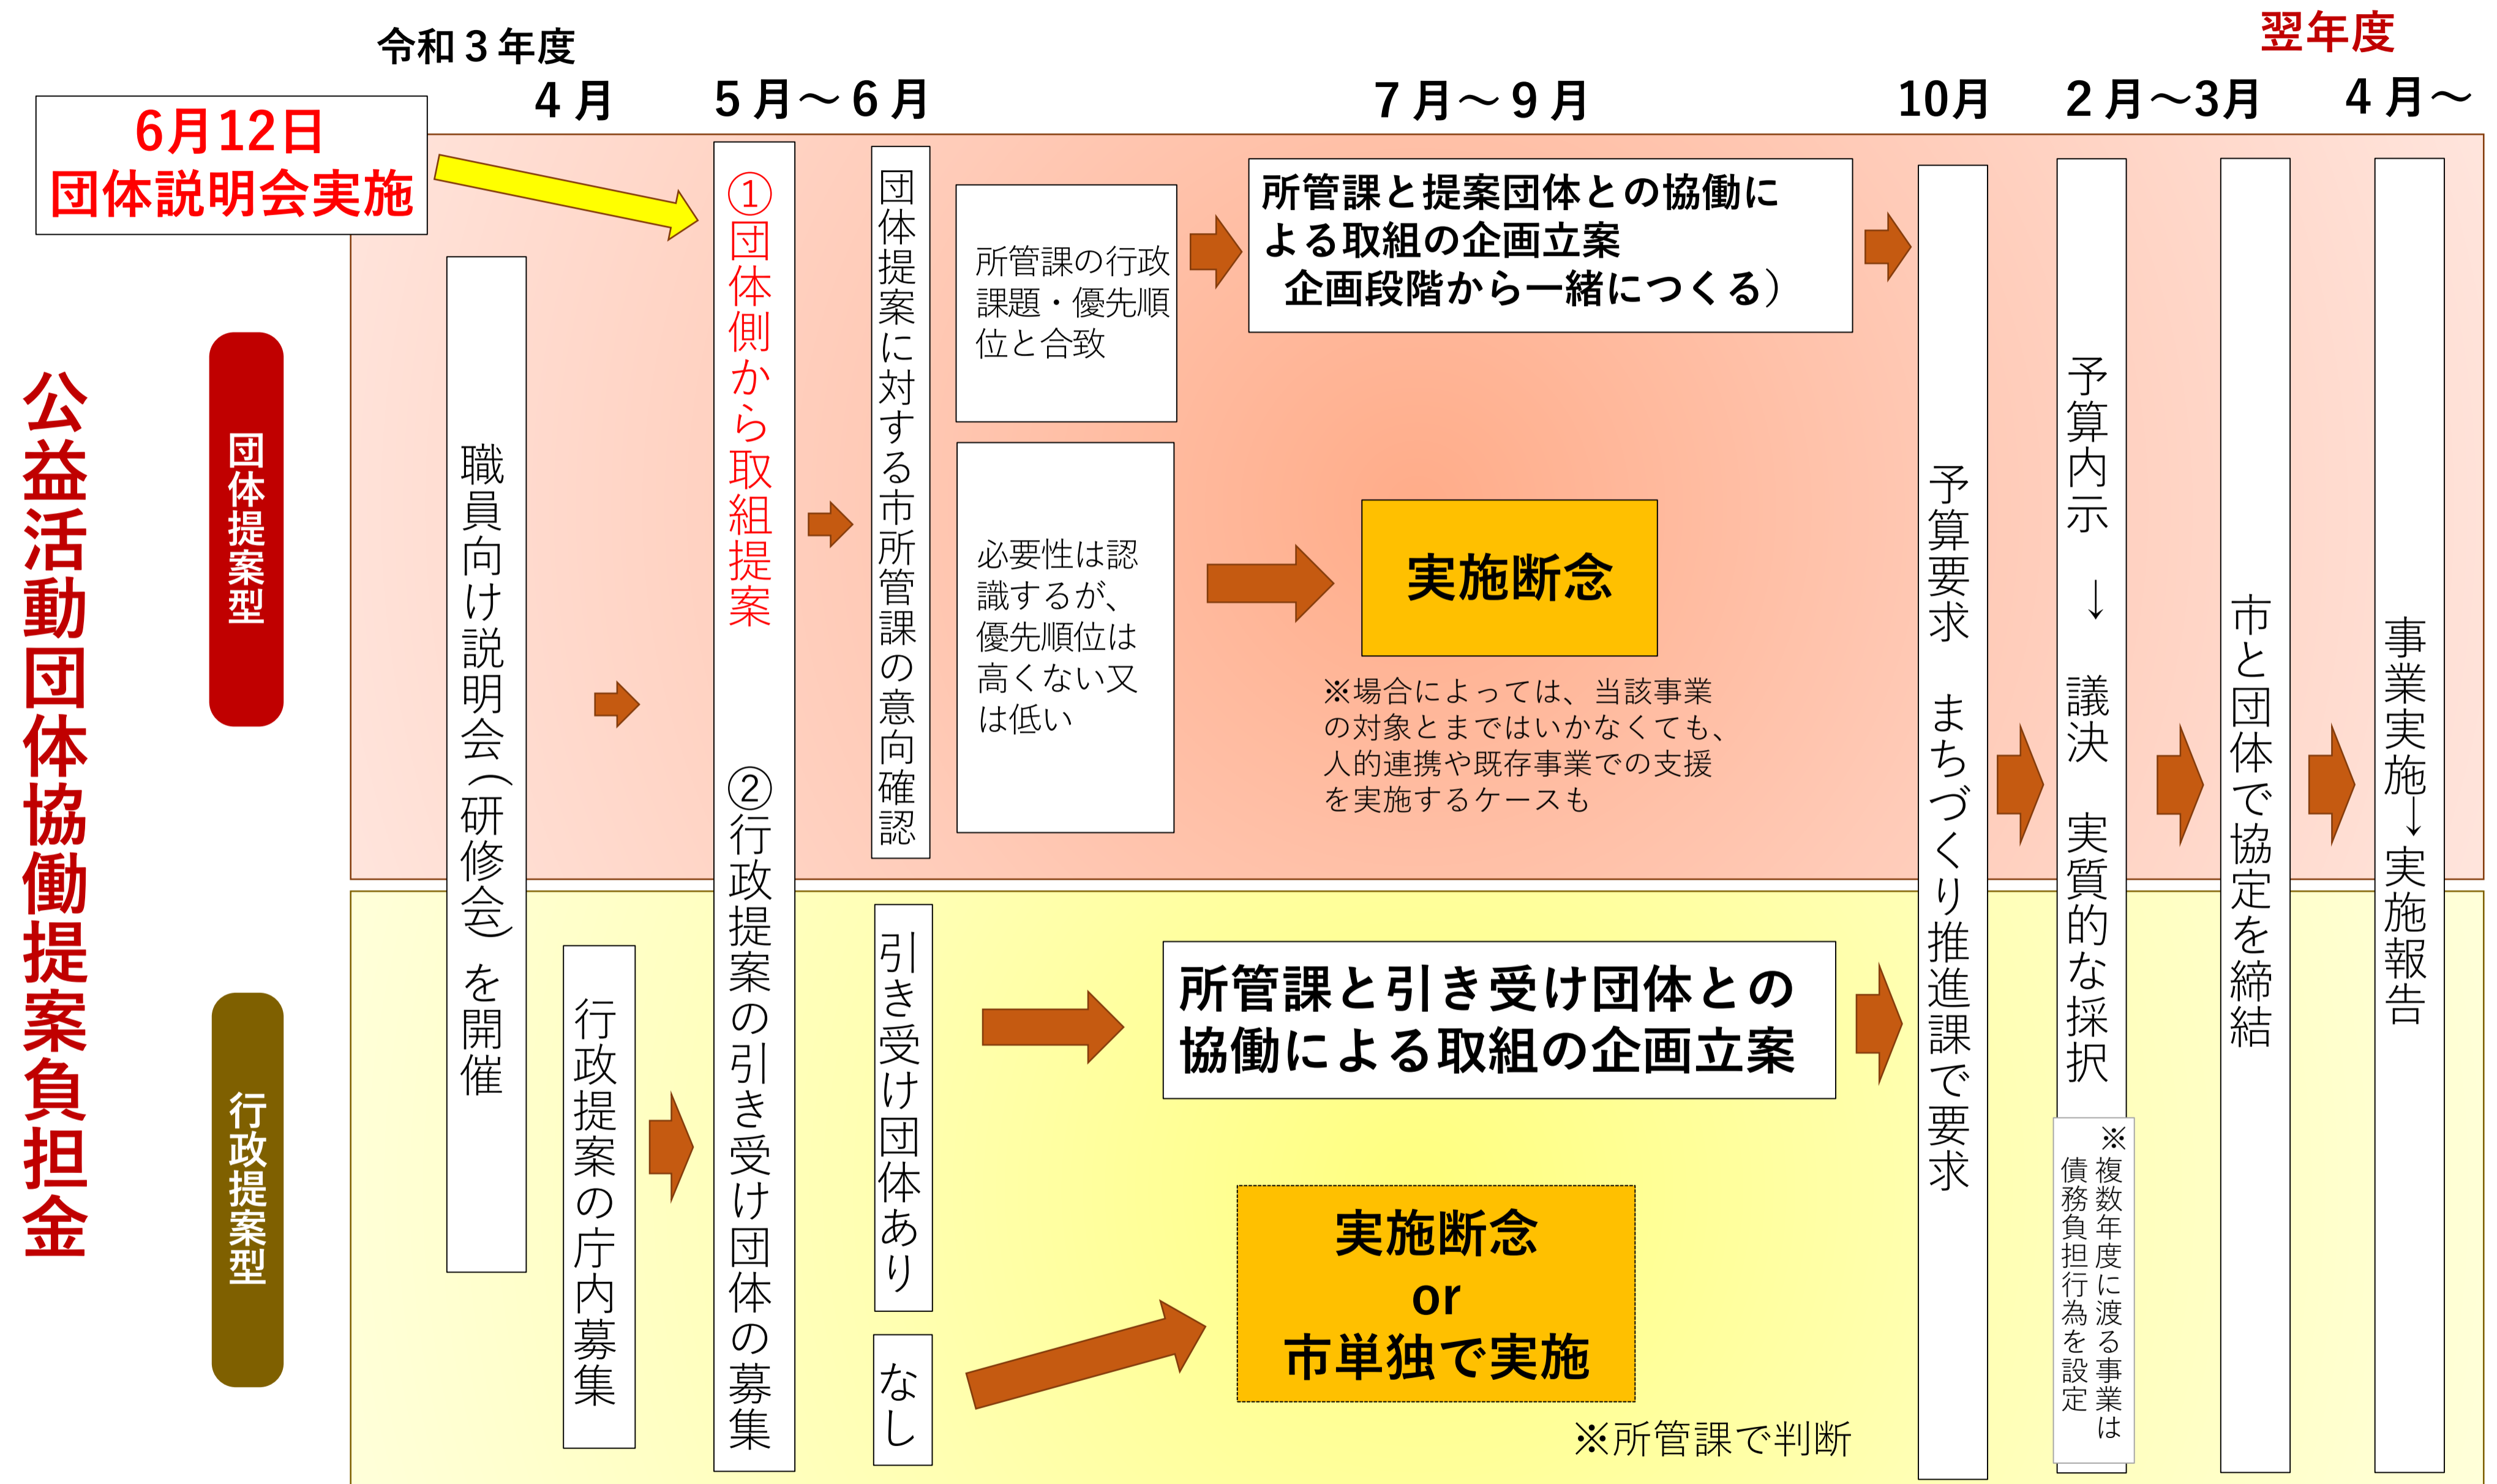 令和３年度
翌年度
4 月
5 月～6 月
7 月～9 月
10月
2 月～3月
4 月～
6月12日
団体説明会実施
公益活動団体協働提案負担金
団体提案型
行政提案型
職員向け説明会（研修会）を開催
行政提案の庁内募集
①団体側から取組提案
②行政提案の引き受け団体の募集
団体提案に対する市所管課の意向確認
所管課の行政
課題・優先順
位と合致
所管課と提案団体との協働に
よる取組の企画立案
企画段階から一緒につくる）
必要性は認
識するが、
優先順位は
高くない又
は低い
実施断念
※場合によっては、当該事業
の対象とまではいかなくても、
人的連携や既存事業での支援
を実施するケースも
引き受け団体あり
なし
所管課と引き受け団体との
協働による取組の企画立案
実施断念
or
市単独で実施
※所管課で判断
予算要求　まちづくり推進課で要求
予算内示　→　議決　実質的な採択
※複数年度に渡る事業は
債務負担行為を設定
市と団体で協定を締結
事業実施→実施報告